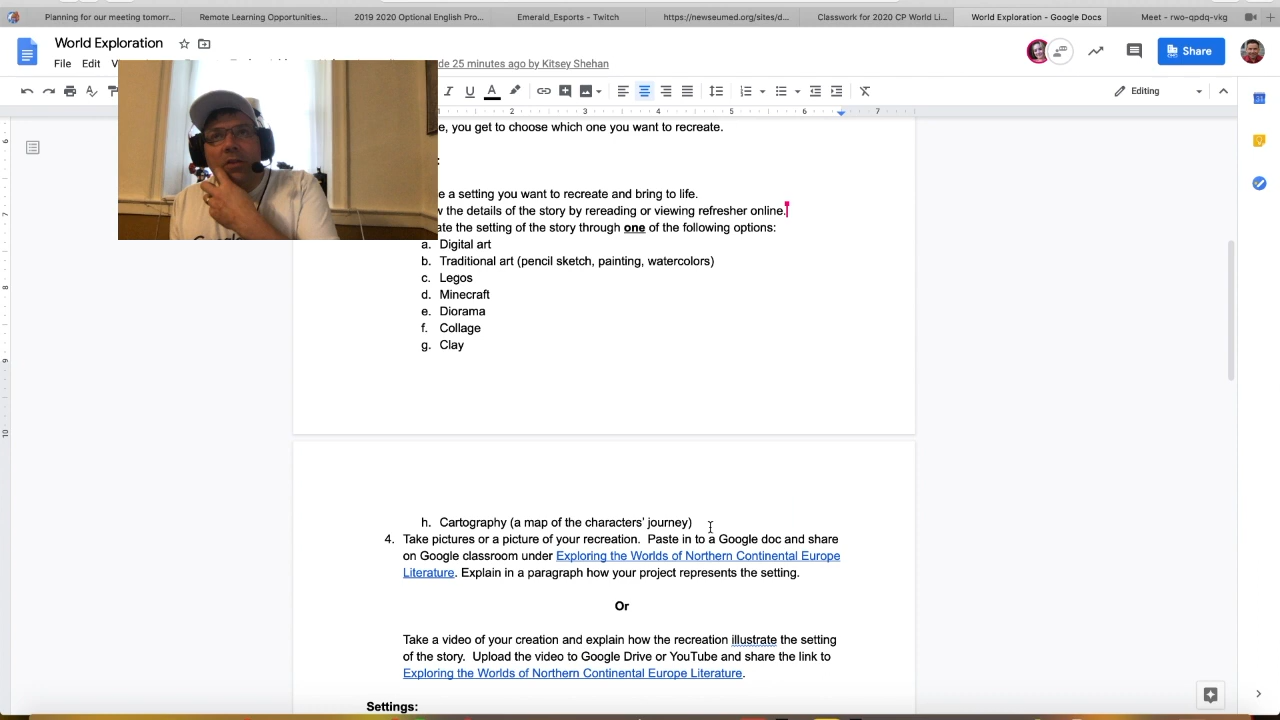 Planning for our meeting tomorr...
Remote Learning Opportunities...
2019 2020 Optional English Pro...
Emerald_Esports - Twitch
https://newseumed.org/sites/d...
Classwork for 2020 CP World Li...
World Exploration - Google Docs
Meet - rwo-qpdq-vkg
World Exploration
File Edit
de 25 minutes ago by Kitsey Shehan
Share
Editing
2 3 4 5 6 7
e, you get to choose which one you want to recreate.
:
e a setting you want to recreate and bring to life.
w the details of the story by rereading or viewing refresher online.
ate the setting of the story through one of the following options:
a. Digital art
b. Traditional art (pencil sketch, painting, watercolors)
c. Legos
d. Minecraft
e. Diorama
f. Collage
g. Clay
h. Cartography (a map of the characters' journey)
4. Take pictures or a picture of your recreation. Paste in to a Google doc and share
on Google classroom under Exploring the Worlds of Northern Continental Europe
Literature. Explain in a paragraph how your project represents the setting.
Or
Take a video of your creation and explain how the recreation illustrate the setting
of the story. Upload the video to Google Drive or YouTube and share the link to
Exploring the Worlds of Northern Continental Europe Literature.
Settings: